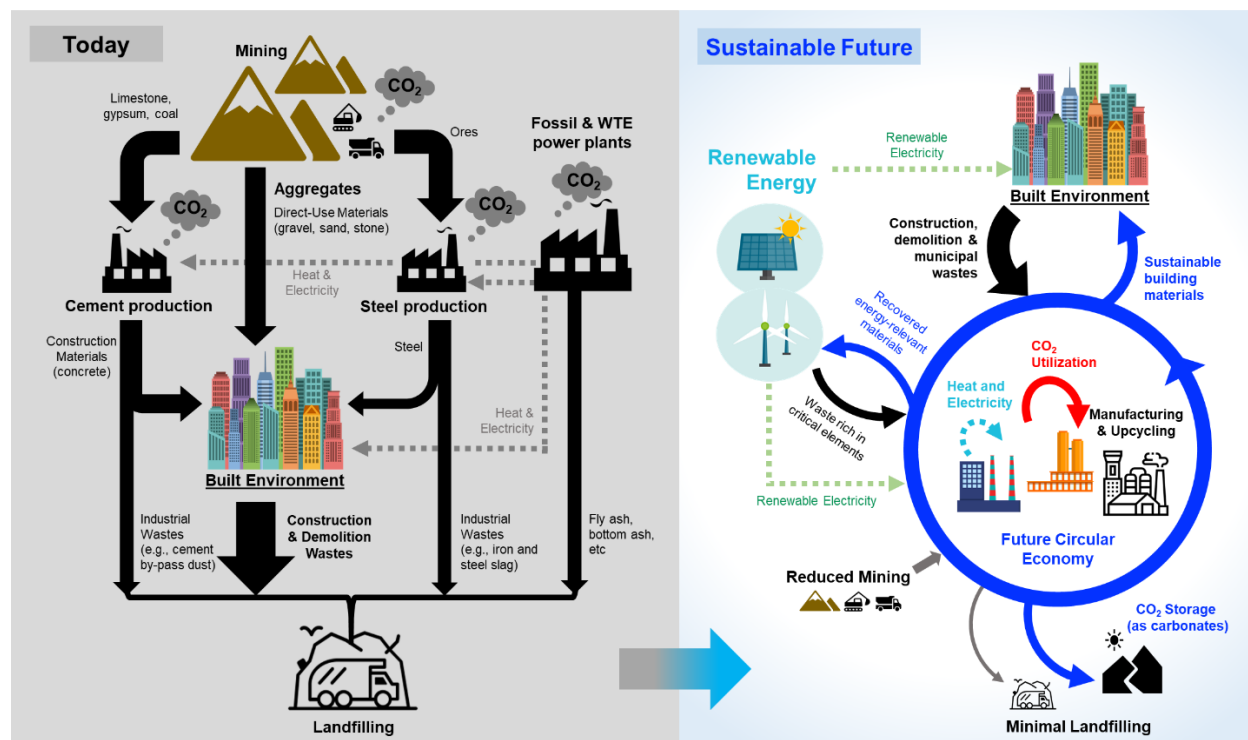 Today
Mining
CO₂
Limestone,
gypsum, coal
Ores
Fossil & WTE
power plants
CO₂
CO₂
CO₂
Aggregates
Direct-Use Materials
(gravel, sand, stone)
Heat &
Electricity
Cement production
Steel production
Construction
Materials
(concrete)
Steel
Heat &
Electricity
Built Environment
Industrial
Wastes
(e.g., cement
by-pass dust)
Construction
& Demolition
Wastes
Industrial
Wastes
(e.g., iron and
steel slag)
Fly ash,
bottom ash,
etc
Landfilling
Sustainable Future
Renewable
Electricity
Renewable
Energy
Built Environment
Construction,
demolition &
municipal
wastes
Sustainable
building
materials
Recovered
energy-relevant
materials
CO₂
Utilization
Heat and
Electricity
Manufacturing
& Upcycling
Waste rich in
critical elements
Renewable Electricity
Future Circular
Economy
Reduced Mining
CO₂ Storage
(as carbonates)
Minimal Landfilling